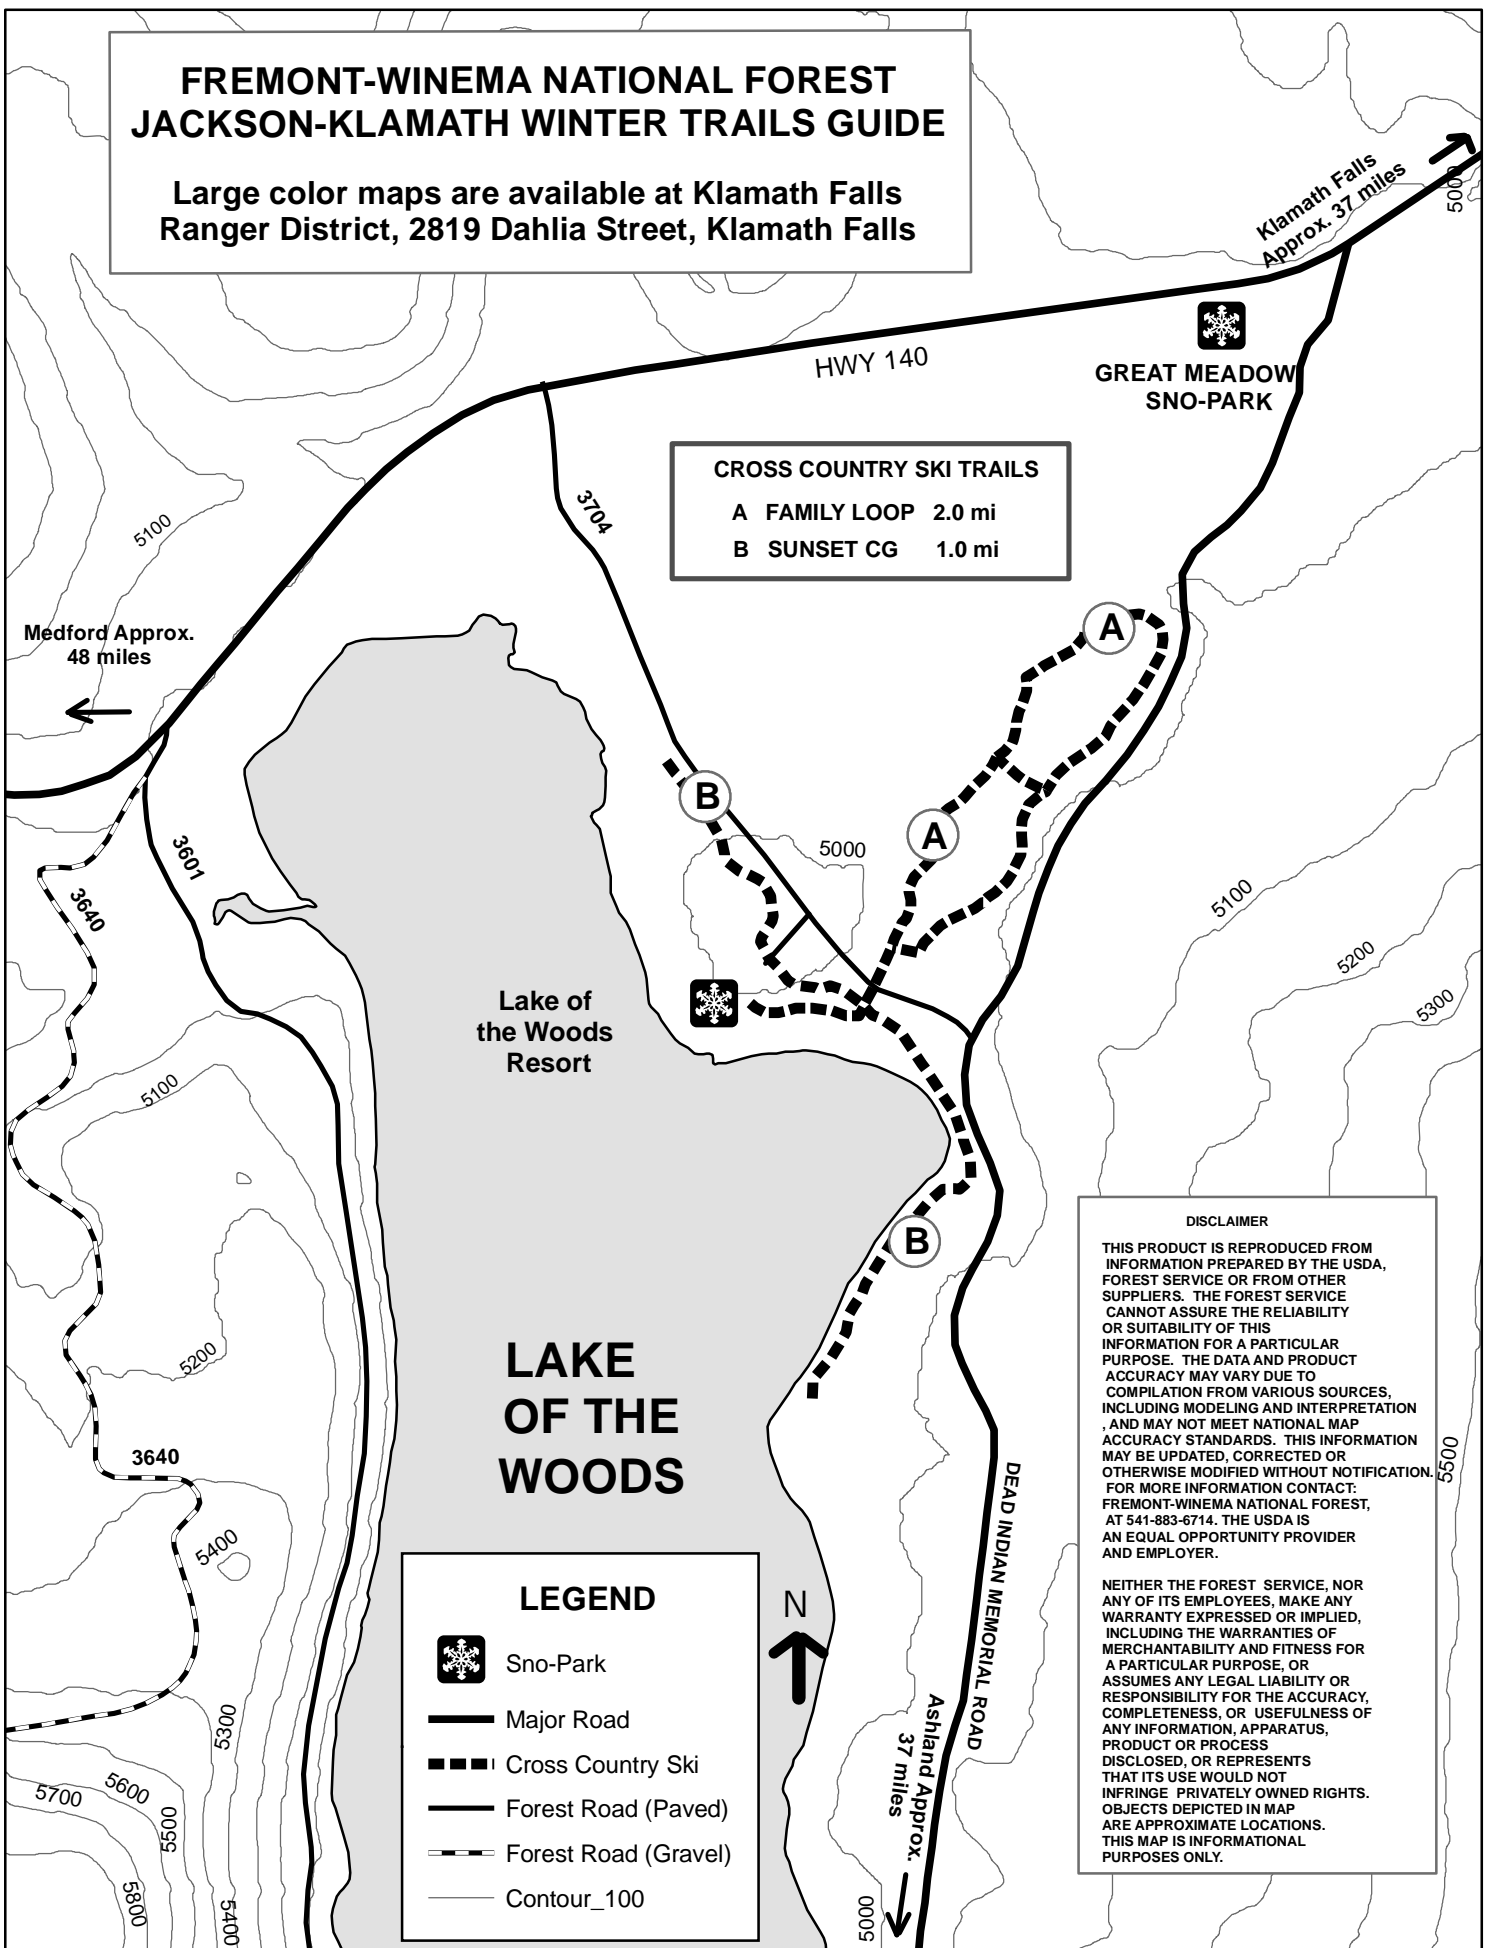 FREMONT-WINEMA NATIONAL FOREST
JACKSON-KLAMATH WINTER TRAILS GUIDE
Large color maps are available at Klamath Falls
Ranger District, 2819 Dahlia Street, Klamath Falls
Klamath Falls
Approx. 37 miles
5000
HWY 140
GREAT MEADOW
SNO-PARK
CROSS COUNTRY SKI TRAILS
A FAMILY LOOP 2.0 mi
B SUNSET CG 1.0 mi
3704
5100
Medford Approx.
48 miles
A
B
A
5000
3601
3640
5100
5200
5300
Lake of
the Woods
Resort
5100
B
5200
LAKE
OF THE
WOODS
3640
5400
5300
5700
5600
5500
5800
5400
LEGEND
Sno-Park
Major Road
Cross Country Ski
Forest Road (Paved)
Forest Road (Gravel)
Contour_100
N
DEAD INDIAN MEMORIAL ROAD
Ashland Approx.
37 miles
5000
5500
DISCLAIMER
THIS PRODUCT IS REPRODUCED FROM
INFORMATION PREPARED BY THE USDA,
FOREST SERVICE OR FROM OTHER
SUPPLIERS. THE FOREST SERVICE
CANNOT ASSURE THE RELIABILITY
OR SUITABILITY OF THIS
INFORMATION FOR A PARTICULAR
PURPOSE. THE DATA AND PRODUCT
ACCURACY MAY VARY DUE TO
COMPILATION FROM VARIOUS SOURCES,
INCLUDING MODELING AND INTERPRETATION
, AND MAY NOT MEET NATIONAL MAP
ACCURACY STANDARDS. THIS INFORMATION
MAY BE UPDATED, CORRECTED OR
OTHERWISE MODIFIED WITHOUT NOTIFICATION.
FOR MORE INFORMATION CONTACT:
FREMONT-WINEMA NATIONAL FOREST,
AT 541-883-6714. THE USDA IS
AN EQUAL OPPORTUNITY PROVIDER
AND EMPLOYER.
NEITHER THE FOREST SERVICE, NOR
ANY OF ITS EMPLOYEES, MAKE ANY
WARRANTY EXPRESSED OR IMPLIED,
INCLUDING THE WARRANTIES OF
MERCHANTABILITY AND FITNESS FOR
A PARTICULAR PURPOSE, OR
ASSUMES ANY LEGAL LIABILITY OR
RESPONSIBILITY FOR THE ACCURACY,
COMPLETENESS, OR USEFULNESS OF
ANY INFORMATION, APPARATUS,
PRODUCT OR PROCESS
DISCLOSED, OR REPRESENTS
THAT ITS USE WOULD NOT
INFRINGE PRIVATELY OWNED RIGHTS.
OBJECTS DEPICTED IN MAP
ARE APPROXIMATE LOCATIONS.
THIS MAP IS INFORMATIONAL
PURPOSES ONLY.